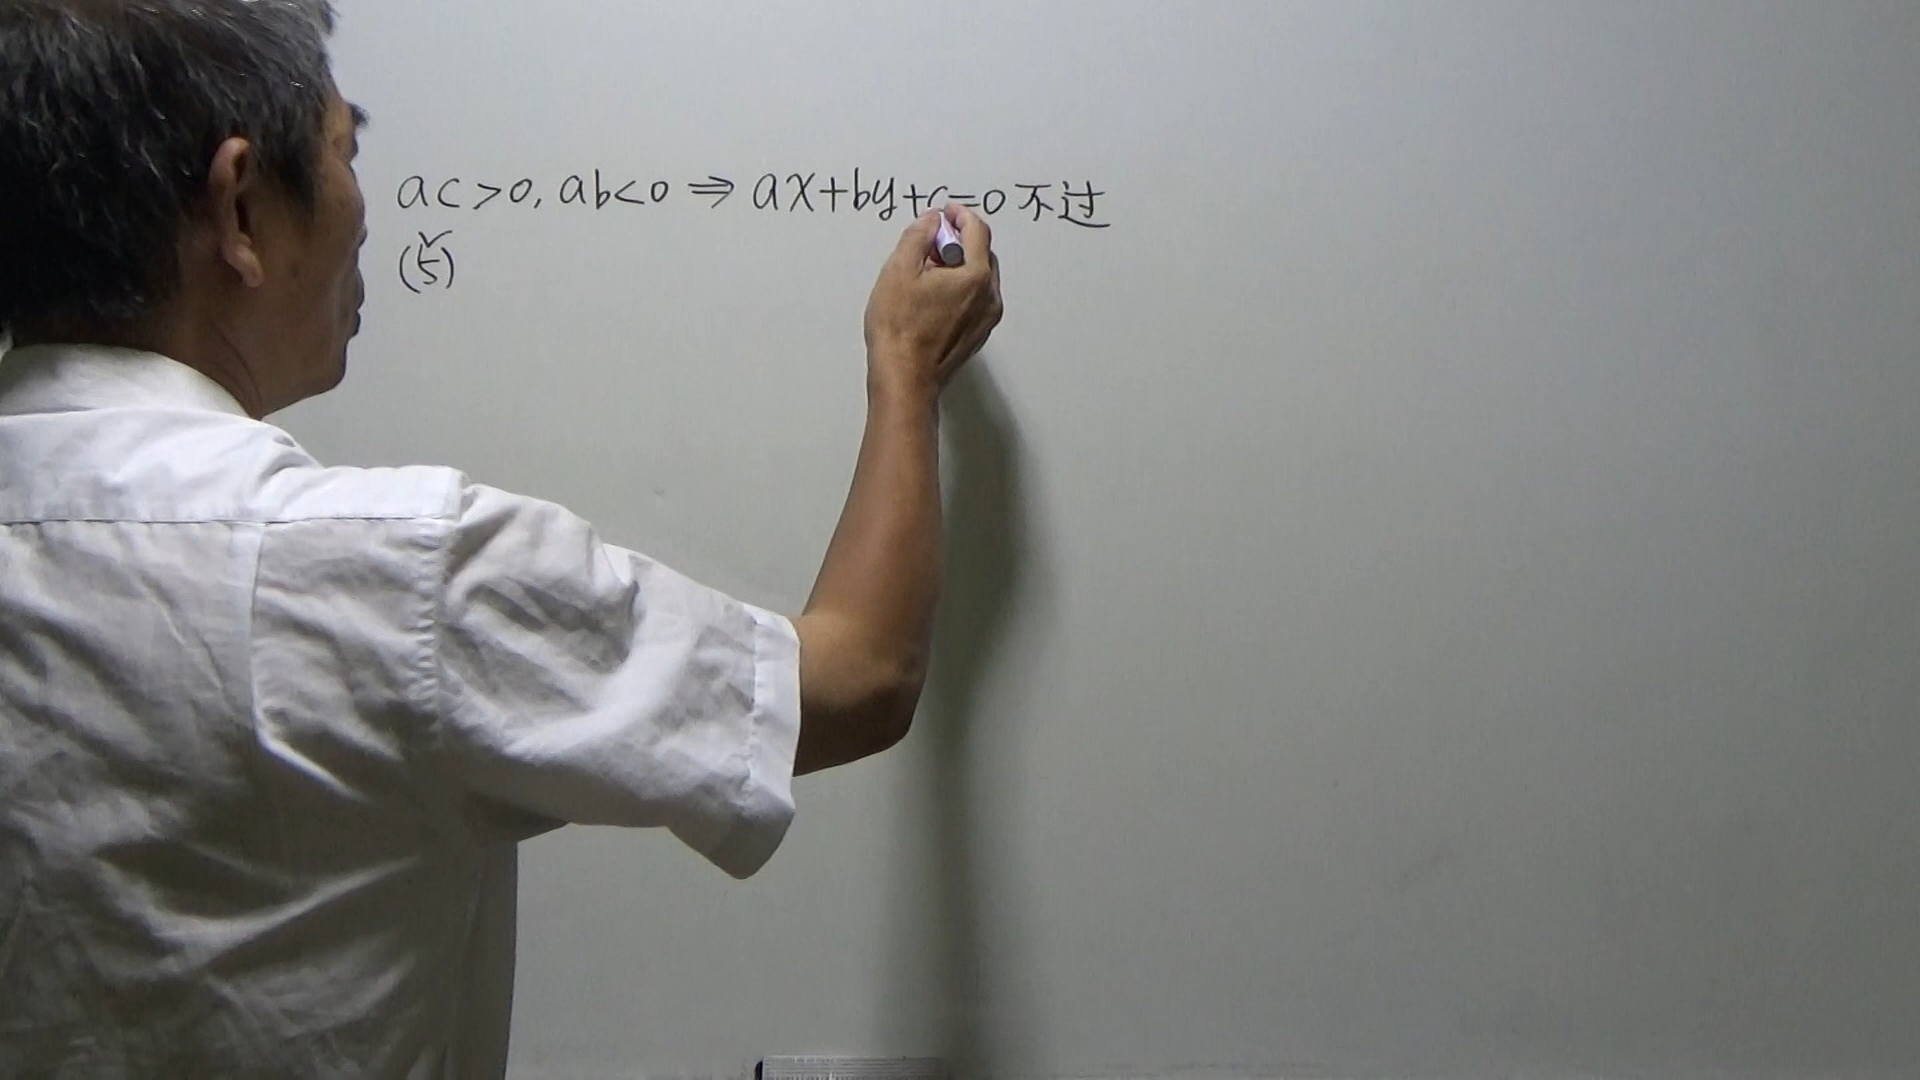 ac>0, ab<0 ⇒ ax+by+c=0 不过
(5)